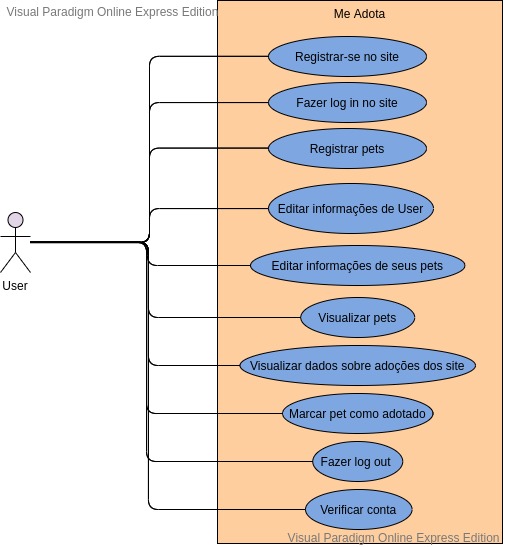 Visual Paradigm Online Express Edition
Me Adota
Registrar-se no site
Fazer log in no site
Registrar pets
Editar informações de User
Editar informações de seus pets
User
Visualizar pets
Visualizar dados sobre adoções dos site
Marcar pet como adotado
Fazer log out
Verificar conta
Visual Paradigm Online Express Edition